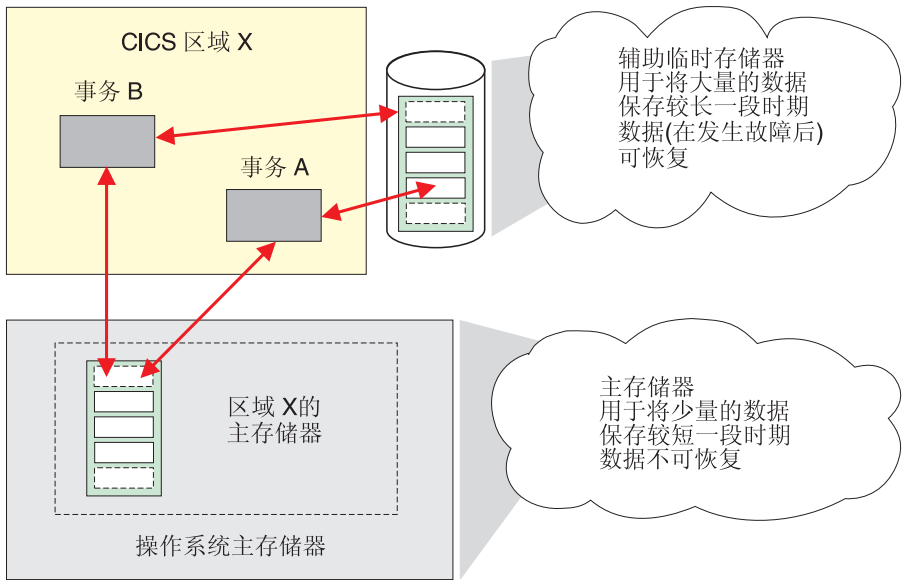 CICS 区域 X
事务 B
事务 A
辅助临时存储器
用于将大量的数据
保存较长一段时期
数据(在发生故障后)
可恢复
区域 X的
主存储器
操作系统主存储器
主存储器
用于将少量的数据
保存较短一段时期
数据不可恢复